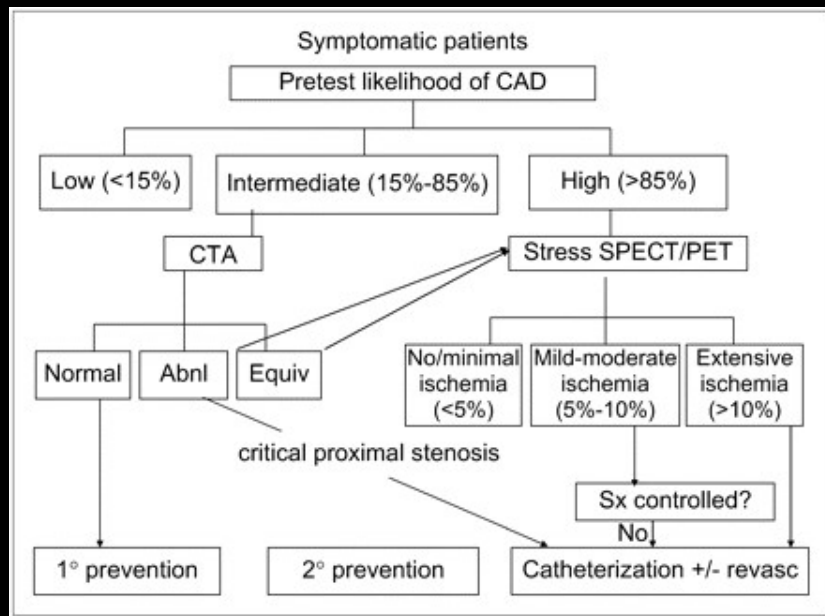 Symptomatic patients
Pretest likelihood of CAD
Low (<15%)
Intermediate (15%-85%)
High (>85%)
CTA
Stress SPECT/PET
Normal
Abnl
Equiv
No/minimal
ischemia
(<5%)
Mild-moderate
ischemia
(5%-10%)
Extensive
ischemia
(>10%)
critical proximal stenosis
Sx controlled?
No
1° prevention
2° prevention
Catheterization +/- revasc